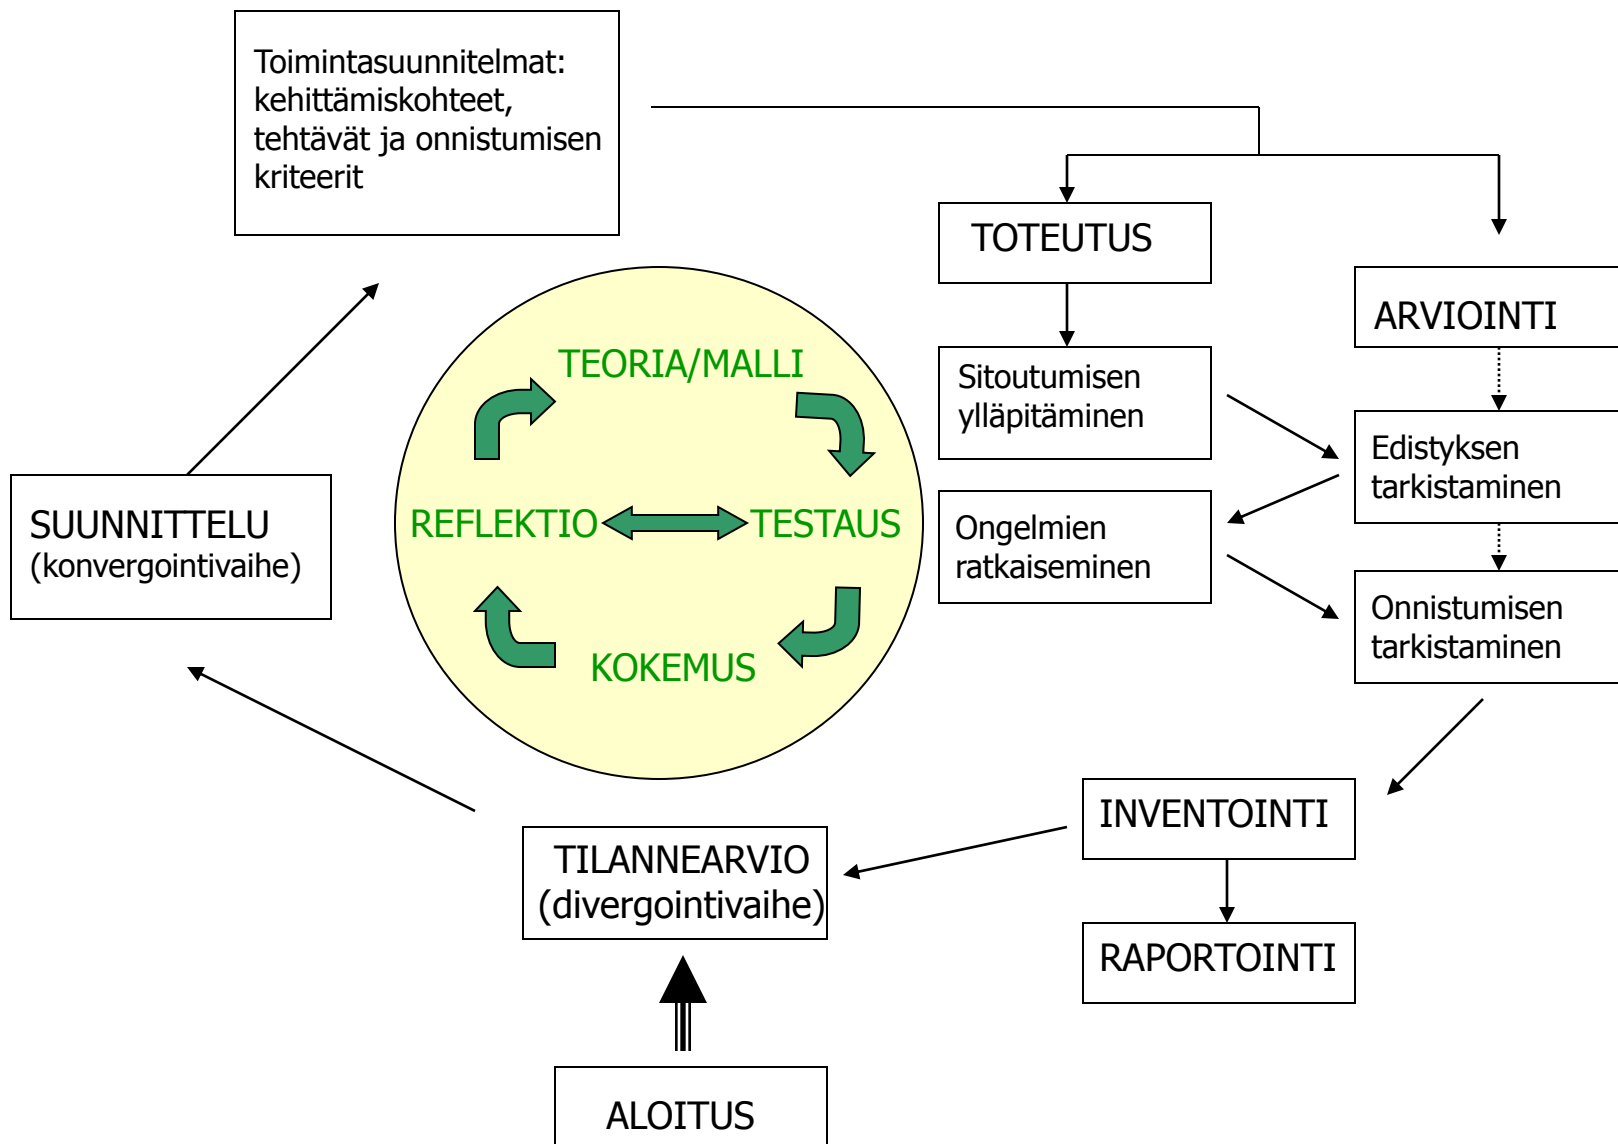 Toimintasuunnitelmat:
kehittämiskohteet,
tehtävät ja onnistumisen
kriteerit
TOTEUTUS
ARVIOINTI
Sitoutumisen
ylläpitäminen
Edistyksen
tarkistaminen
Ongelmien
ratkaiseminen
Onnistumisen
tarkistaminen
TEORIA/MALLI
REFLEKTIO
TESTAUS
KOKEMUS
SUUNNITTELU
(konvergointivaihe)
INVENTOINTI
RAPORTOINTI
TILANNEARVIO
(divergointivaihe)
ALOITUS